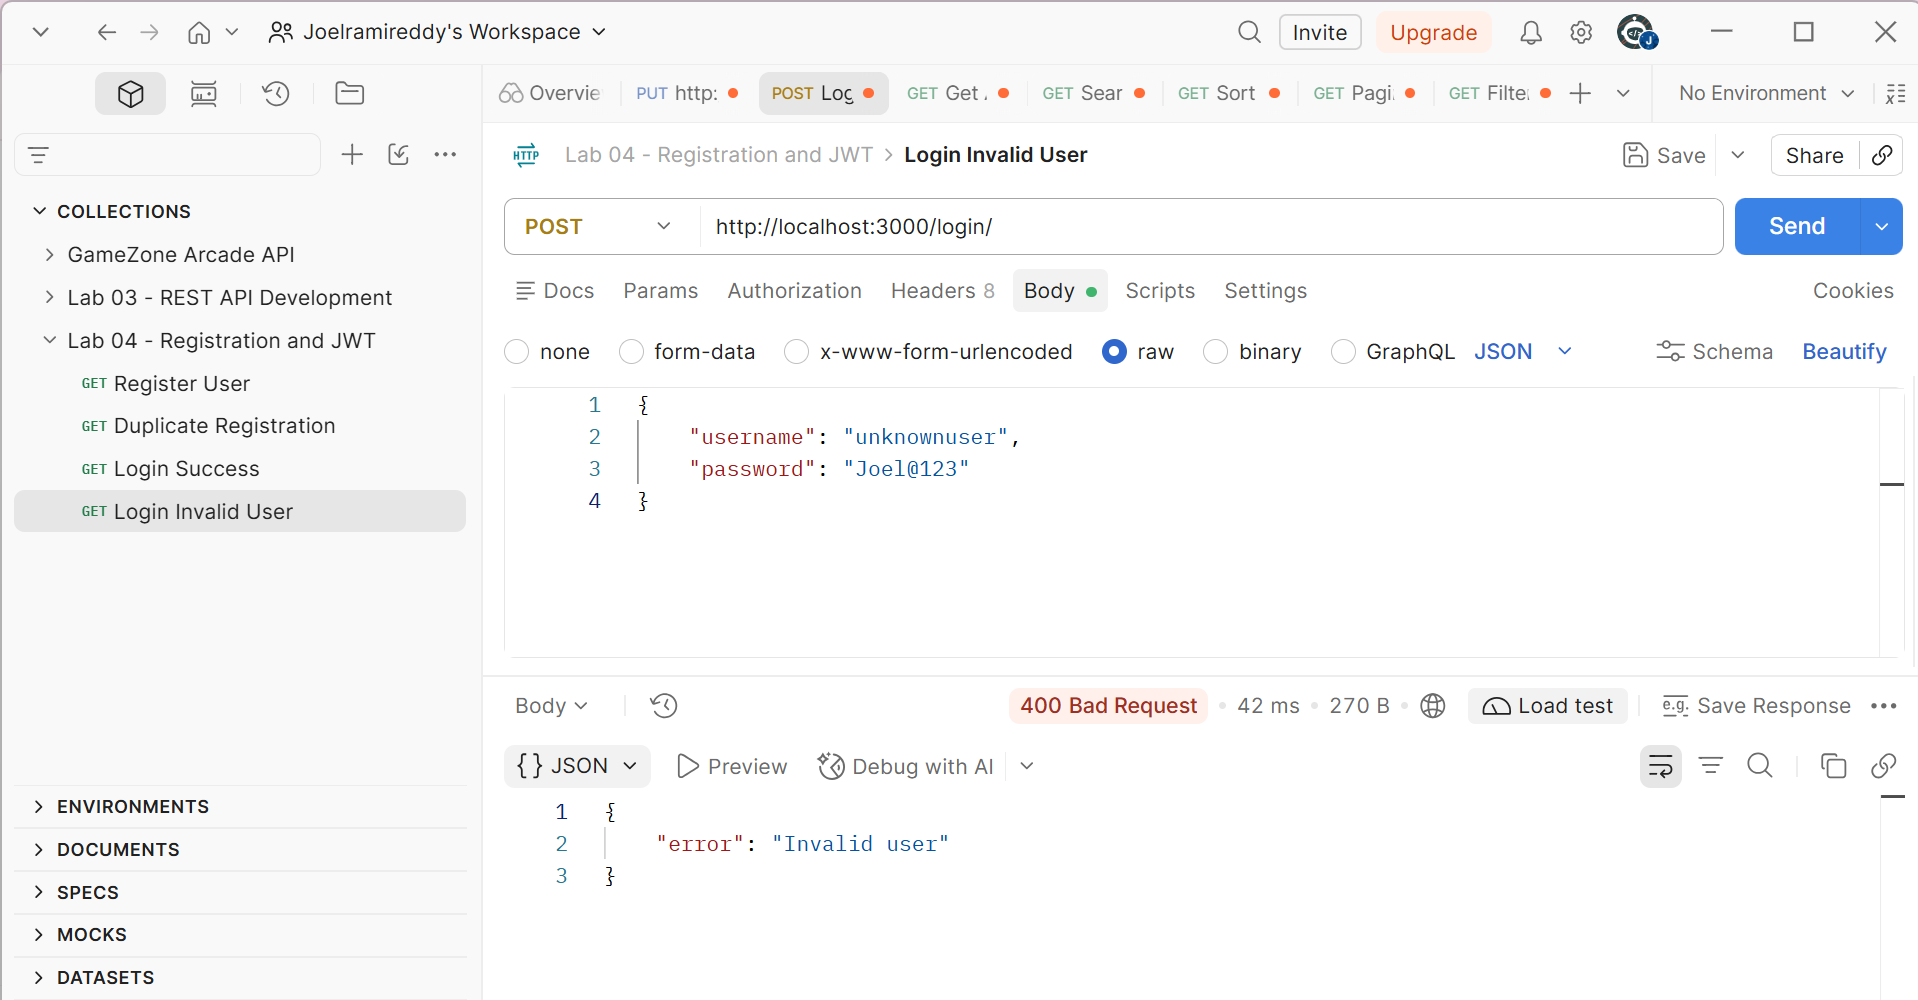 Joelramireddy's Workspace
Invite
Upgrade
J
Overvie
PUT http:
POST Log
GET Get
GET Sear
GET Sort
GET Pagi
GET Filte
No Environment
HTTP
Lab 04 - Registration and JWT > Login Invalid User
Save
Share
COLLECTIONS
GameZone Arcade API
Lab 03 - REST API Development
Lab 04 - Registration and JWT
GET Register User
GET Duplicate Registration
GET Login Success
GET Login Invalid User
ENVIRONMENTS
DOCUMENTS
SPECS
MOCKS
DATASETS
POST
http://localhost:3000/login/
Send
Docs
Params
Authorization
Headers 8
Body
Scripts
Settings
Cookies
none
form-data
x-www-form-urlencoded
raw
binary
GraphQL
JSON
Schema
Beautify
1 {
2 "username": "unknownuser",
3 "password": "Joel@123"
4 }
Body
400 Bad Request • 42 ms • 270 B
Load test
e.g. Save Response
{} JSON
Preview
Debug with AI
1 {
2 "error": "Invalid user"
3 }